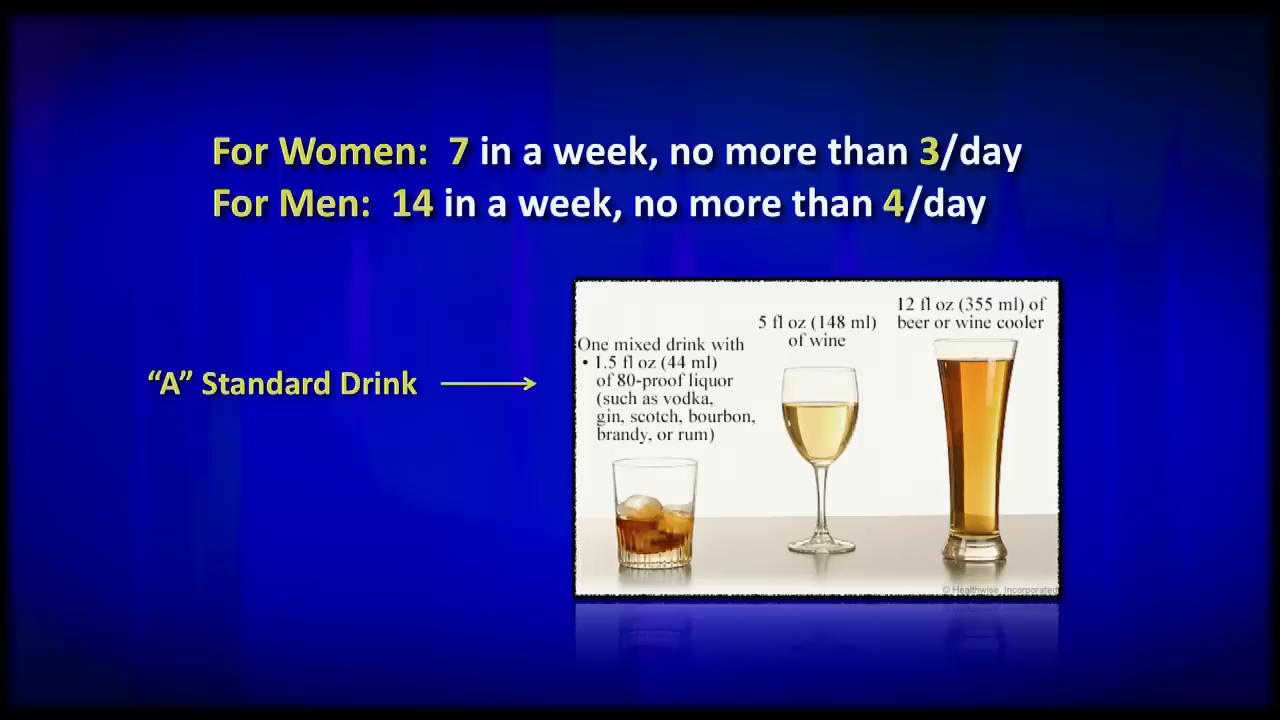 For Women: 7 in a week, no more than 3/day
For Men: 14 in a week, no more than 4/day
“A” Standard Drink
One mixed drink with
• 1.5 fl oz (44 ml)
of 80-proof liquor
(such as vodka,
gin, scotch, bourbon,
brandy, or rum)
5 fl oz (148 ml)
of wine
12 fl oz (355 ml) of
beer or wine cooler
© Healthwise, Incorporated